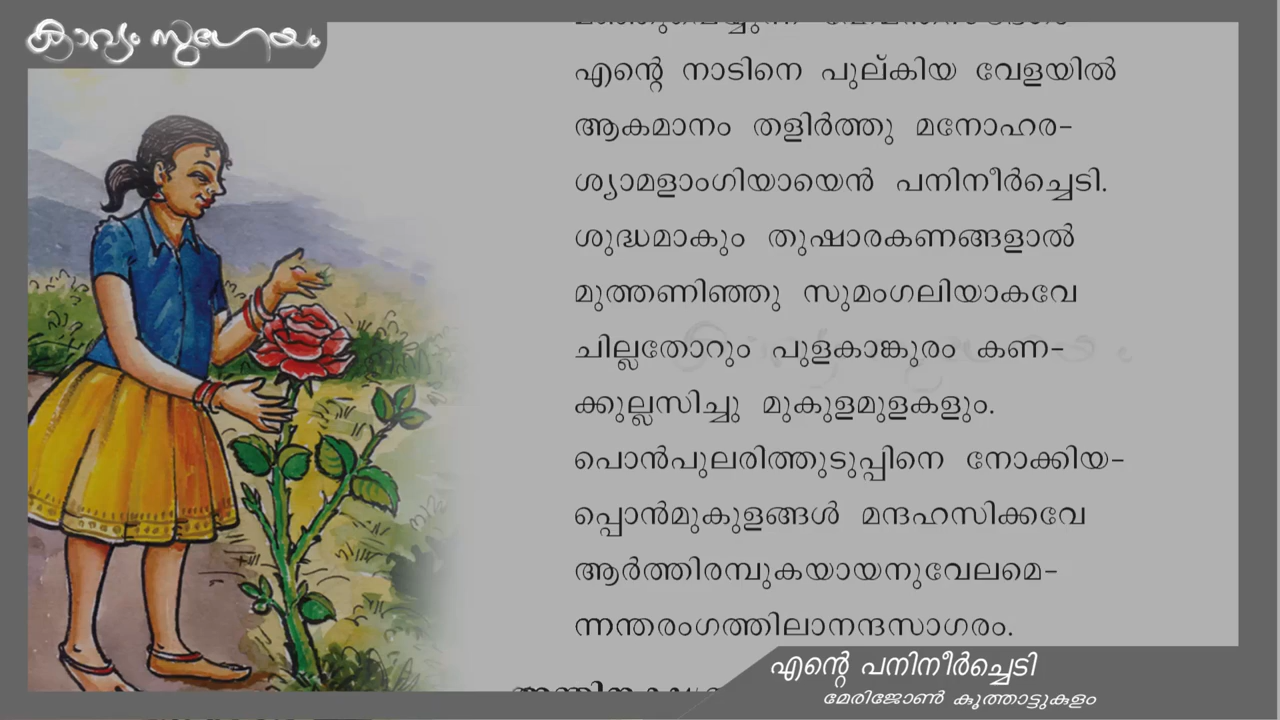 കാവ്യം സുഗേയം
എന്റെ നാടിനെ പുല്കിയ വേളയിൽ
ആകമാനം തളിർത്തു മനോഹര-
ശ്യാമളാംഗിയായെൻ പനിനീർച്ചെടി.
ശുദ്ധമാകും തുഷാരകണങ്ങളാൽ
മുത്തണിഞ്ഞു സുമംഗലിയാകവേ
ചില്ലതോറും പുളകാങ്കുരം കണ-
ക്കുല്ലസിച്ചു മുകുളമുളകളും.
പൊൻപുലരിത്തുടുപ്പിനെ നോക്കിയ-
പ്പൊൻമുകുളങ്ങൾ മന്ദഹസിക്കവേ
ആർത്തിരമ്പുകയായനുവേലമെ-
ന്നന്തരംഗത്തിലാനന്ദസാഗരം.
എന്റെ പനിനീർച്ചെടി
മേരിജോൺ കൂത്താട്ടുകുളം